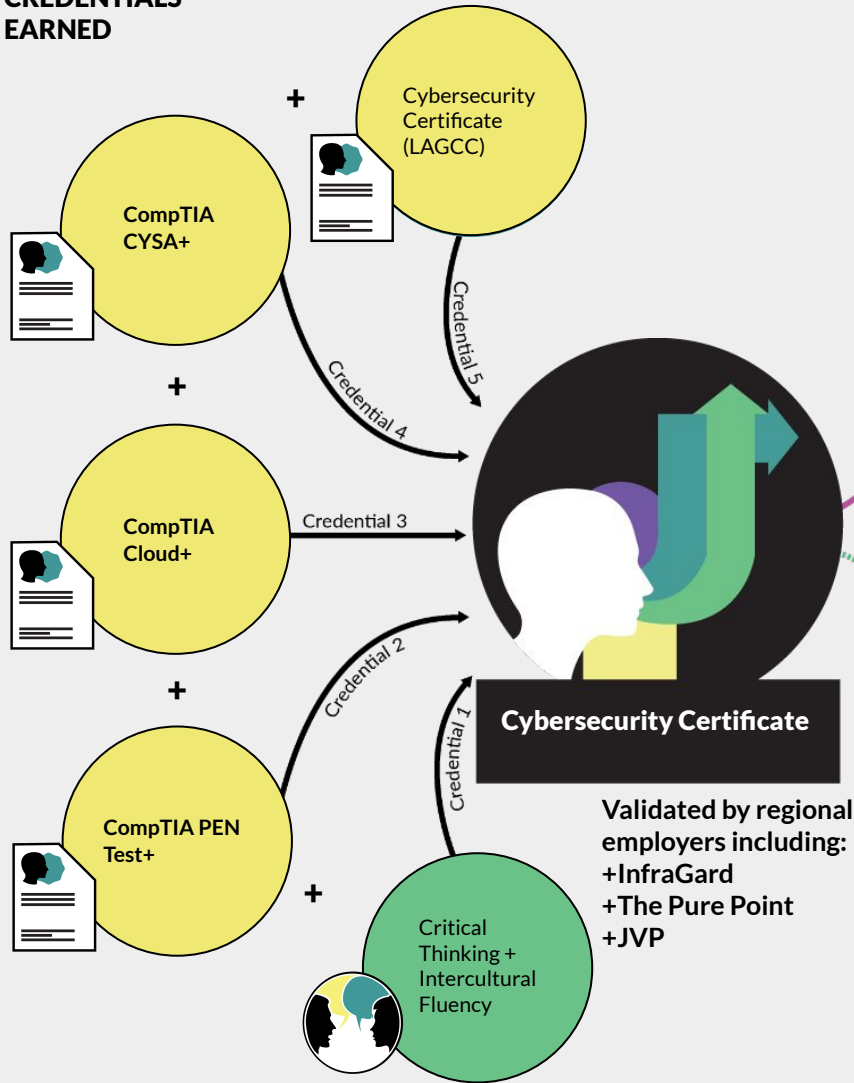 CREDENTIALS
EARNED
+
Cybersecurity
Certificate
(LAGCC)
CompTIA
CYSA+
Credential 5
Credential 4
+
CompTIA
Cloud+
Credential 3
+
Credential 2
CompTIA PEN
Test+
Credential 1
Cybersecurity Certificate
Validated by regional
employers including:
+InfraGard
+The Pure Point
+JVP
+
Critical
Thinking +
Intercultural
Fluency